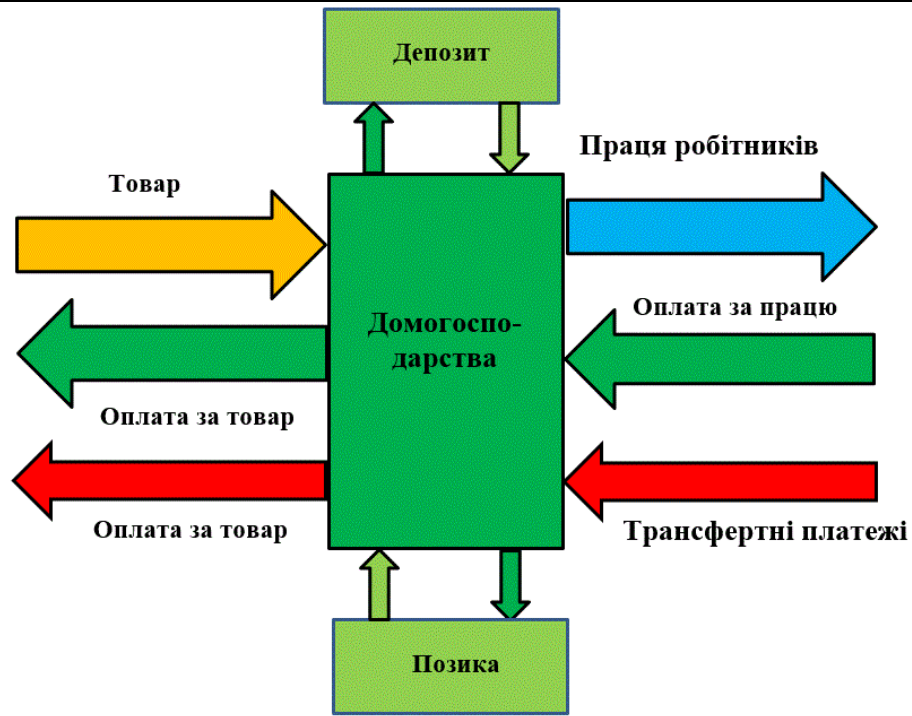 Депозит
Праця робітників
Товар
Оплата за працю
Домогоспо-
дарства
Оплата за товар
Оплата за товар
Трансфертні платежі
Позика